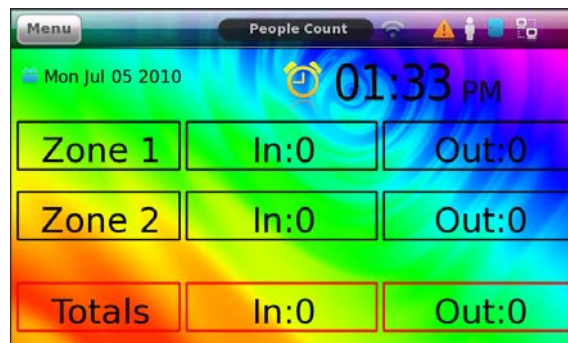 Menu People Count
Mon Jul 05 2010 01:33 PM
Zone 1 In:0 Out:0
Zone 2 In:0 Out:0
Totals In:0 Out:0